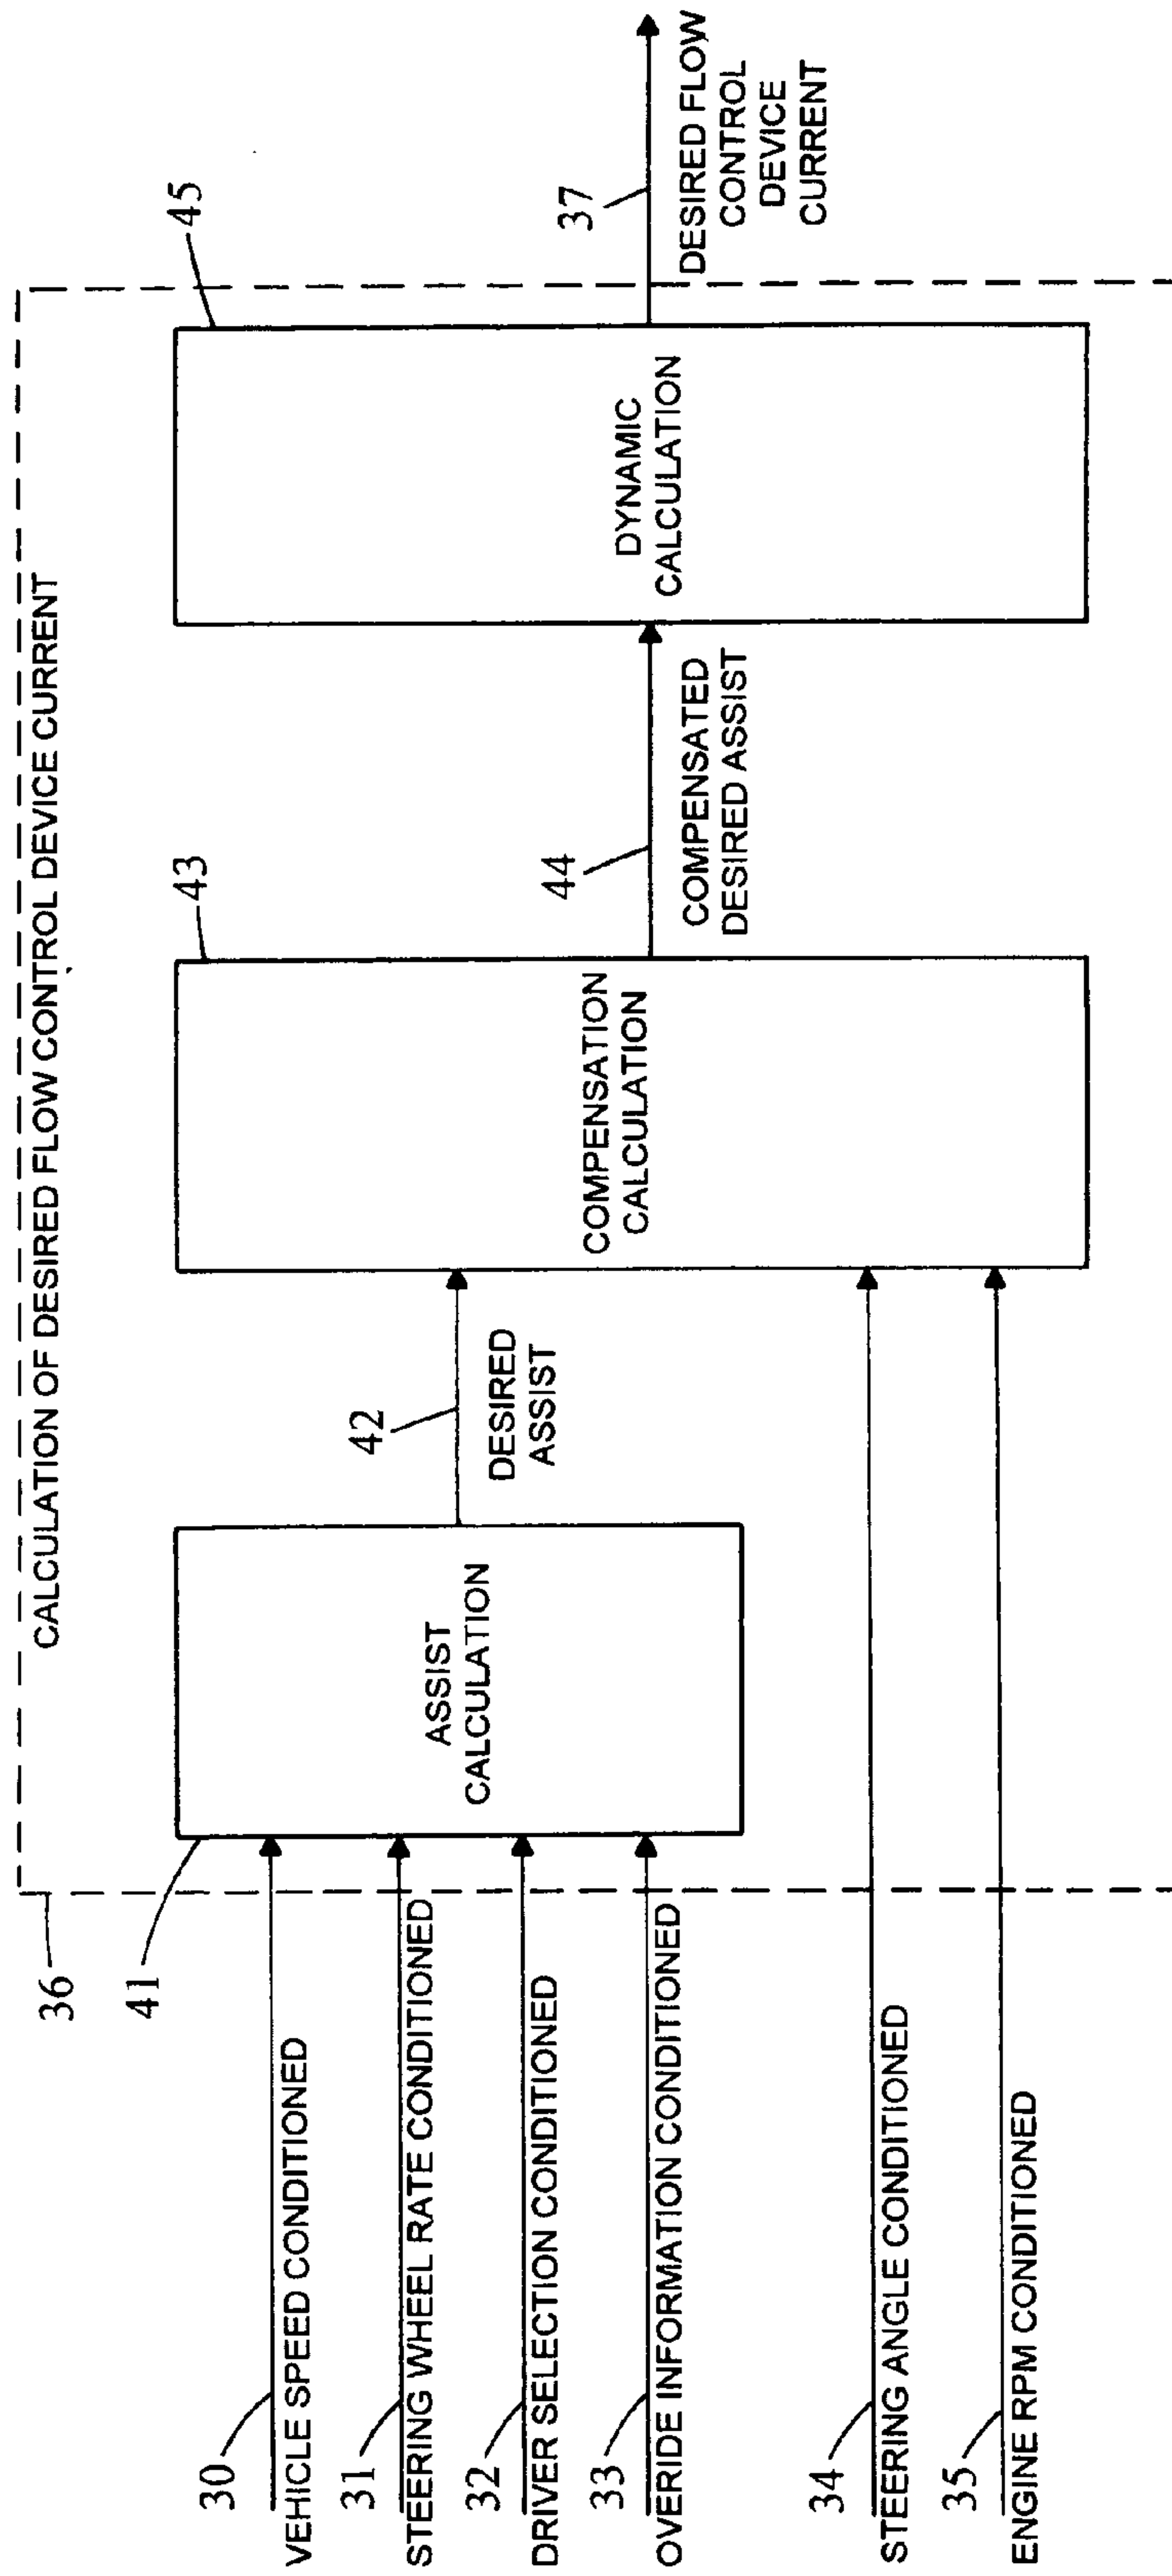 CALCULATION OF DESIRED FLOW CONTROL DEVICE CURRENT
36
41
30
VEHICLE SPEED CONDITIONED
31
STEERING WHEEL RATE CONDITIONED
32
DRIVER SELECTION CONDITIONED
33
OVERIDE INFORMATION CONDITIONED
34
STEERING ANGLE CONDITIONED
35
ENGINE RPM CONDITIONED
ASSIST
CALCULATION
42
DESIRED
ASSIST
43
COMPENSATION
CALCULATION
44
COMPENSATED
DESIRED ASSIST
45
DYNAMIC
CALCULATION
37
DESIRED FLOW
CONTROL
DEVICE
CURRENT